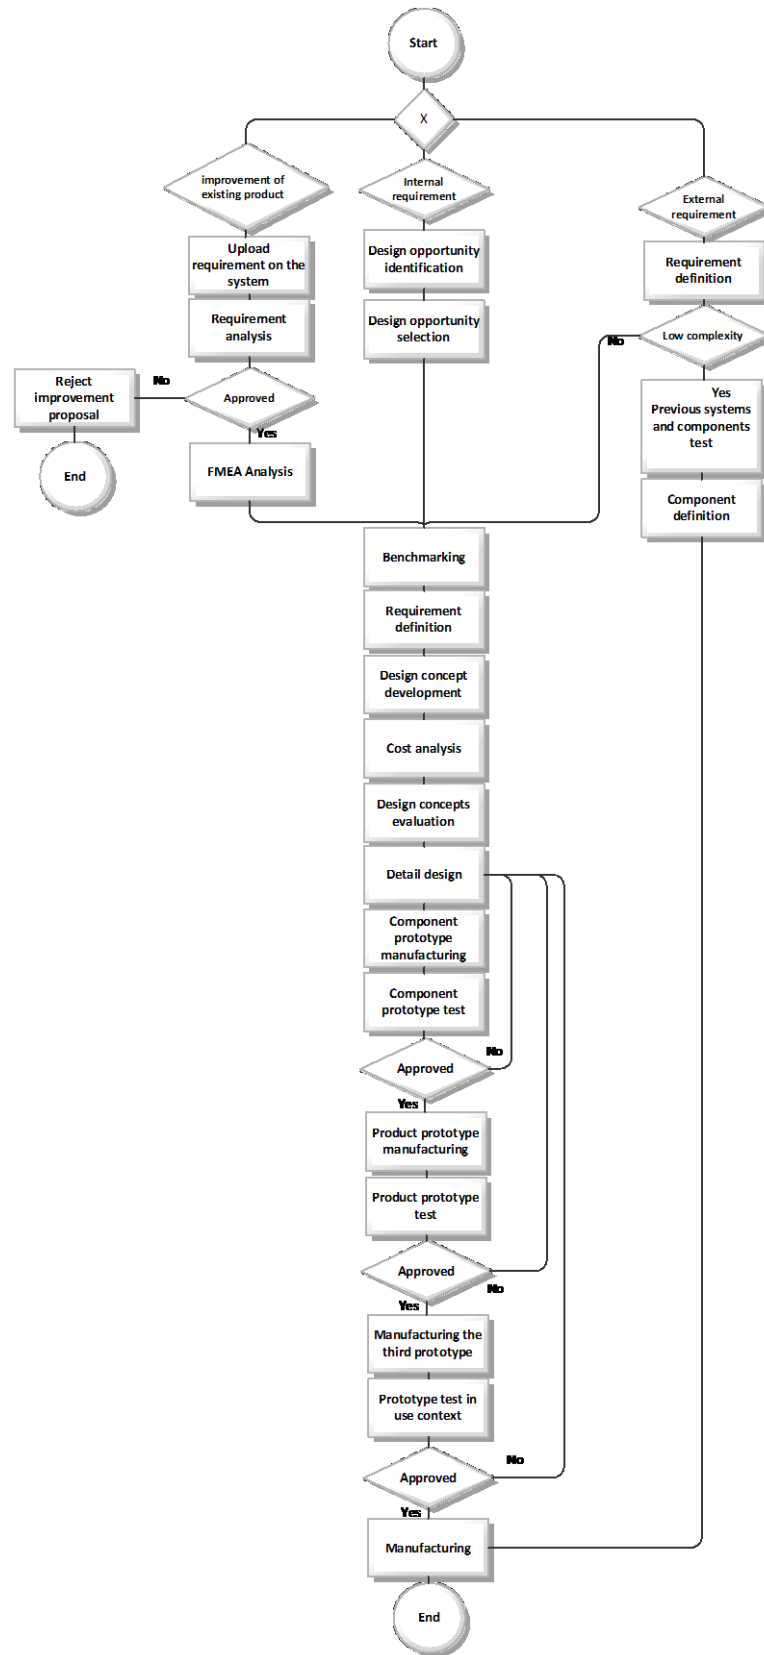 Start
X
improvement of
existing product
Internal
requirement
External
requirement
Upload
requirement on the
system
Design opportunity
identification
Requirement
definition
Requirement
analysis
Design opportunity
selection
Low complexity
No
Reject
improvement
proposal
No
Approved
Yes
Yes
Previous systems
and components
test
FMEA Analysis
End
Component
definition
Benchmarking
Requirement
definition
Design concept
development
Cost analysis
Design concepts
evaluation
Detail design
Component
prototype
manufacturing
Component
prototype test
No
Approved
Yes
Product prototype
manufacturing
Product prototype
test
Approved
No
Yes
Manufacturing the
third prototype
Prototype test in
use context
No
Approved
Yes
Manufacturing
End